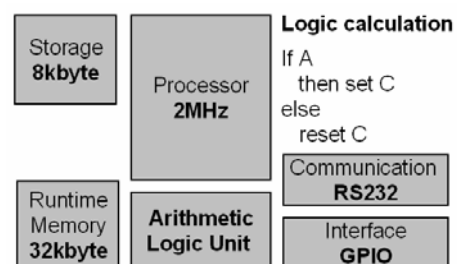 Storage
8kbyte
Processor
2MHz
Logic calculation
If A
then set C
else
reset C
Communication
RS232
Runtime
Memory
32kbyte
Arithmetic
Logic Unit
Interface
GPIO